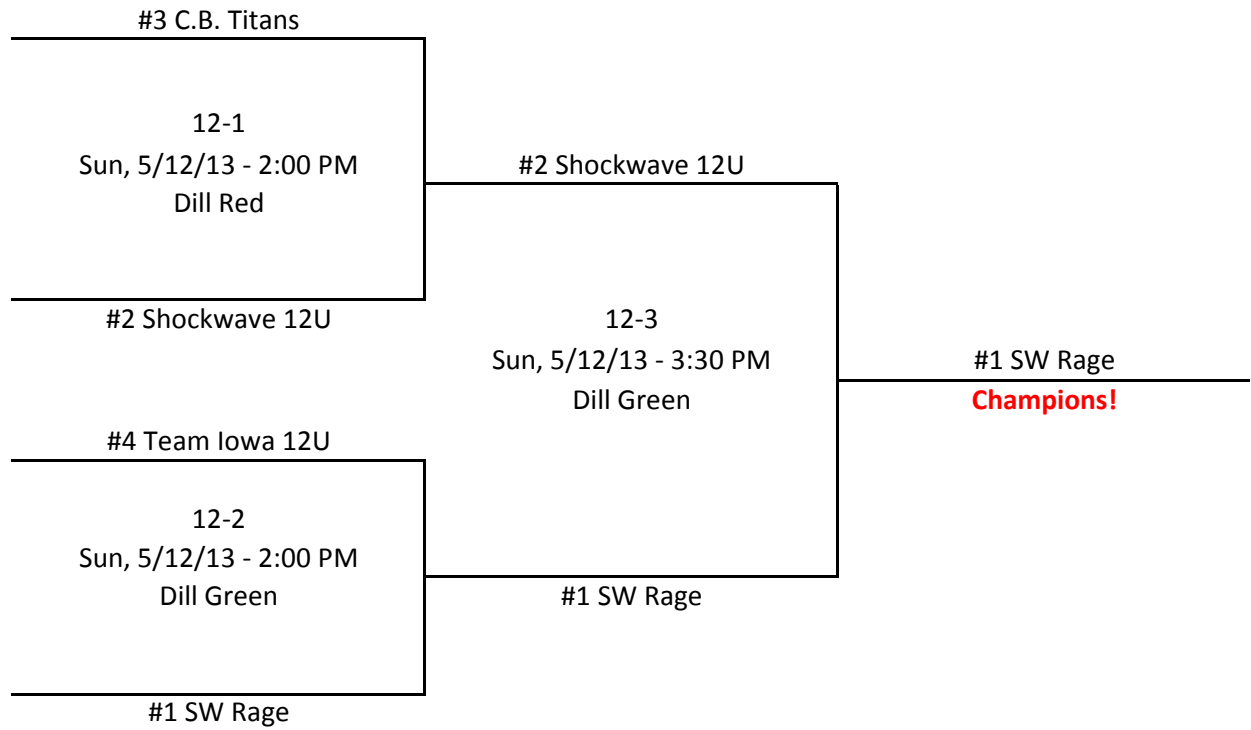 #3 C.B. Titans
12-1
Sun, 5/12/13 - 2:00 PM
Dill Red
#2 Shockwave 12U
#2 Shockwave 12U
12-3
Sun, 5/12/13 - 3:30 PM
Dill Green
#1 SW Rage
Champions!
#4 Team Iowa 12U
12-2
Sun, 5/12/13 - 2:00 PM
Dill Green
#1 SW Rage
#1 SW Rage